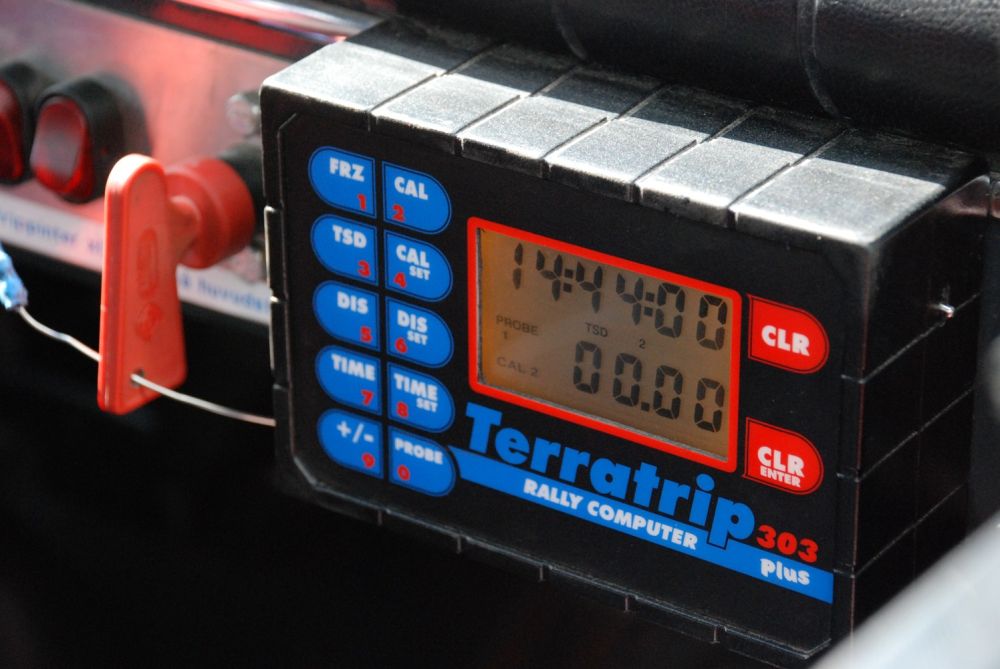 FRZ 1
CAL 2
TSD 3
CAL SET 4
DIS 5
DIS SET 6
TIME 7
TIME SET 8
+/- 9
PROBE 0
14:44:00
PROBE 1
TSD 2
CAL 2
00.00
CLR
CLR
ENTER
Terratrip 303
RALLY COMPUTER
Plus